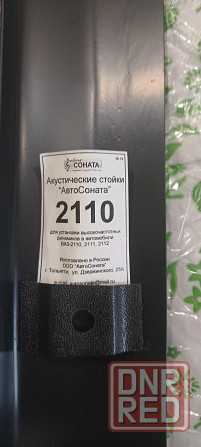 СОНАТА
Акустические стойки
"АвтоСоната"
2110
для установки высокочастотных
динамиков в автомобили
ВАЗ-2110, 2111, 2112
Изготовлено в России
ООО "АвтоСоната"
г. Тольятти, ул. Дзержинского, 25А
DNR
RED